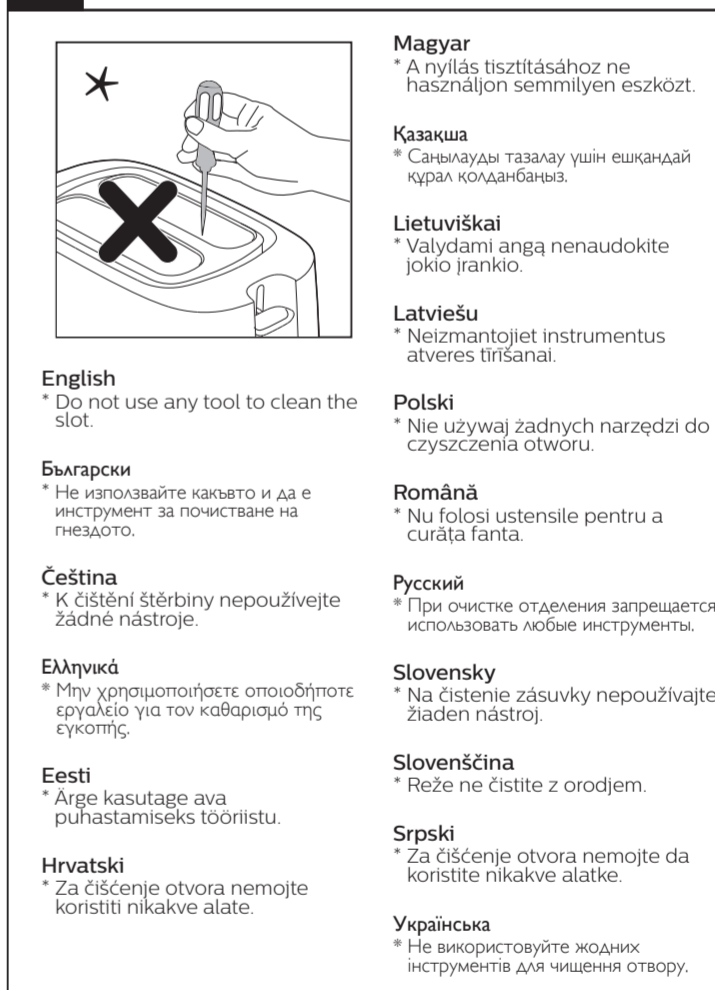 English
* Do not use any tool to clean the
slot.
Български
* Не използвайте какъвто и да е
инструмент за почистване на
гнездото.
Čeština
* K čištění štěrbiny nepoužívejte
žádné nástroje.
Ελληνικά
* Μην χρησιμοποιήσετε οποιοδήποτε
εργαλείο για τον καθαρισμό της
εγκοπής.
Eesti
* Ärge kasutage ava
puhastamiseks tööriistu.
Hrvatski
* Za čišćenje otvora nemojte
koristiti nikakve alate.
Magyar
* A nyílás tisztításához ne
használjon semmilyen eszközt.
Қазақша
* Саңылауды тазалау үшін ешқандай
құрал қолданбаңыз.
Lietuviškai
* Valydami angą nenaudokite
jokio įrankio.
Latviešu
* Neizmantojiet instrumentus
atveres tīrīšanai.
Polski
* Nie używaj żadnych narzędzi do
czyszczenia otworu.
Română
* Nu folosi ustensile pentru a
curăța fanta.
Русский
* При очистке отделения запрещается
использовать любые инструменты.
Slovensky
* Na čistenie zásuvky nepoužívajte
žiaden nástroj.
Slovenščina
* Reže ne čistite z orodjem.
Srpski
* Za čišćenje otvora nemojte da
koristite nikakve alatke.
Українська
* Не використовуйте жодних
інструментів для чищення отвору.